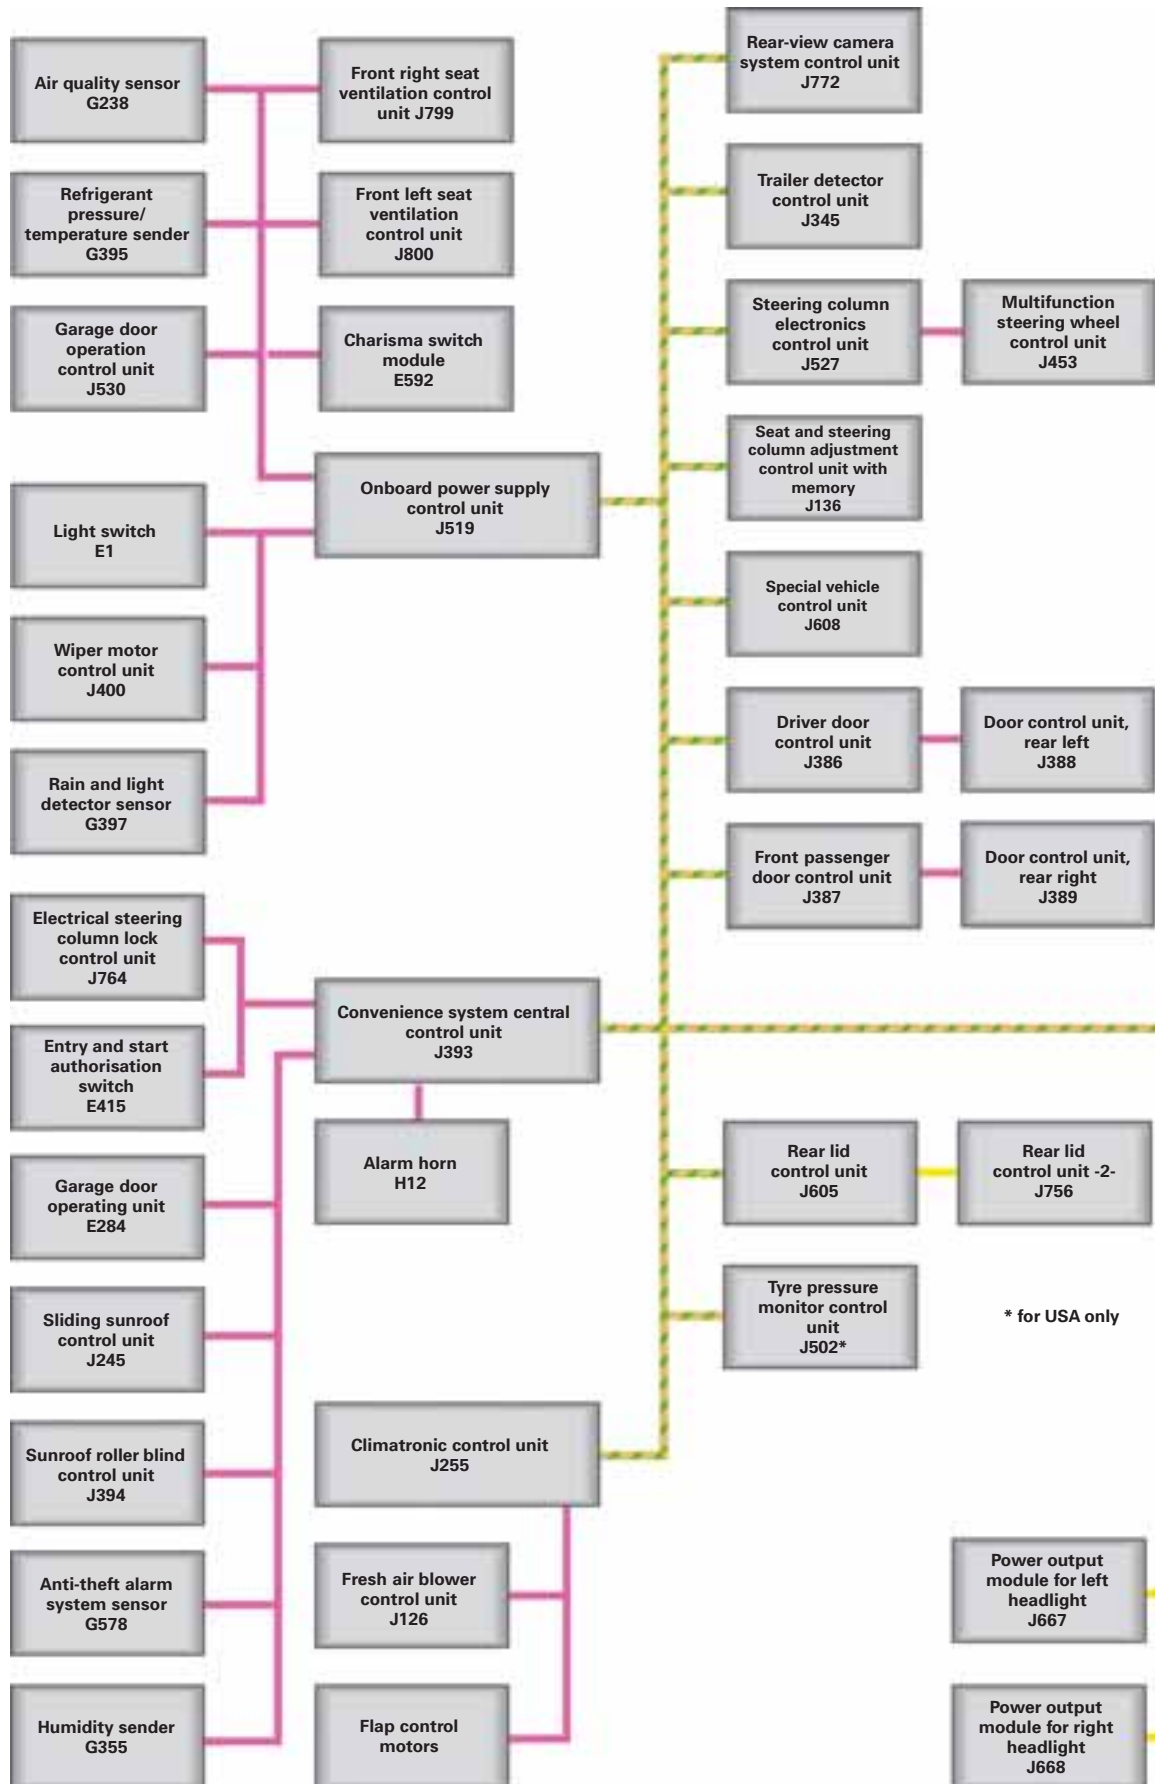 Air quality sensor
G238
Front right seat
ventilation control
unit J799
Rear-view camera
system control unit
J772
Refrigerant
pressure/
temperature sender
G395
Front left seat
ventilation
control unit
J800
Trailer detector
control unit
J345
Garage door
operation
control unit
J530
Charisma switch
module
E592
Steering column
electronics
control unit
J527
Multifunction
steering wheel
control unit
J453
Onboard power supply
control unit
J519
Seat and steering
column adjustment
control unit with
memory
J136
Light switch
E1
Special vehicle
control unit
J608
Wiper motor
control unit
J400
Driver door
control unit
J386
Door control unit,
rear left
J388
Rain and light
detector sensor
G397
Front passenger
door control unit
J387
Door control unit,
rear right
J389
Electrical steering
column lock
control unit
J764
Convenience system central
control unit
J393
Entry and start
authorisation
switch
E415
Alarm horn
H12
Rear lid
control unit
J605
Rear lid
control unit -2-
J756
Garage door
operating unit
E284
Sliding sunroof
control unit
J245
Tyre pressure
monitor control
unit
J502*
* for USA only
Climatronic control unit
J255
Sunroof roller blind
control unit
J394
Anti-theft alarm
system sensor
G578
Fresh air blower
control unit
J126
Power output
module for left
headlight
J667
Humidity sender
G355
Flap control
motors
Power output
module for right
headlight
J668